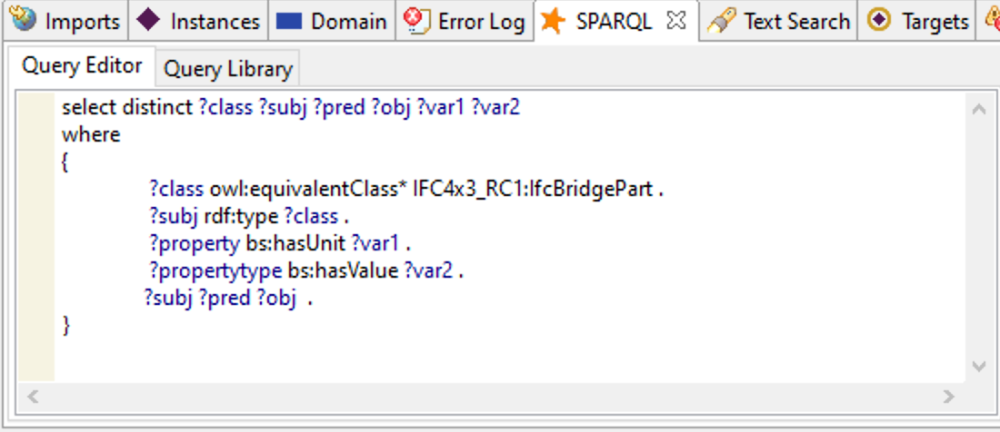 Imports Instances Domain Error Log SPARQL Text Search Targets
Query Editor Query Library
select distinct ?class ?subj ?pred ?obj ?var1 ?var2
where
{
?class owl:equivalentClass* IFC4x3_RC1:IfcBridgePart .
?subj rdf:type ?class .
?property bs:hasUnit ?var1 .
?propertytype bs:hasValue ?var2 .
?subj ?pred ?obj .
}